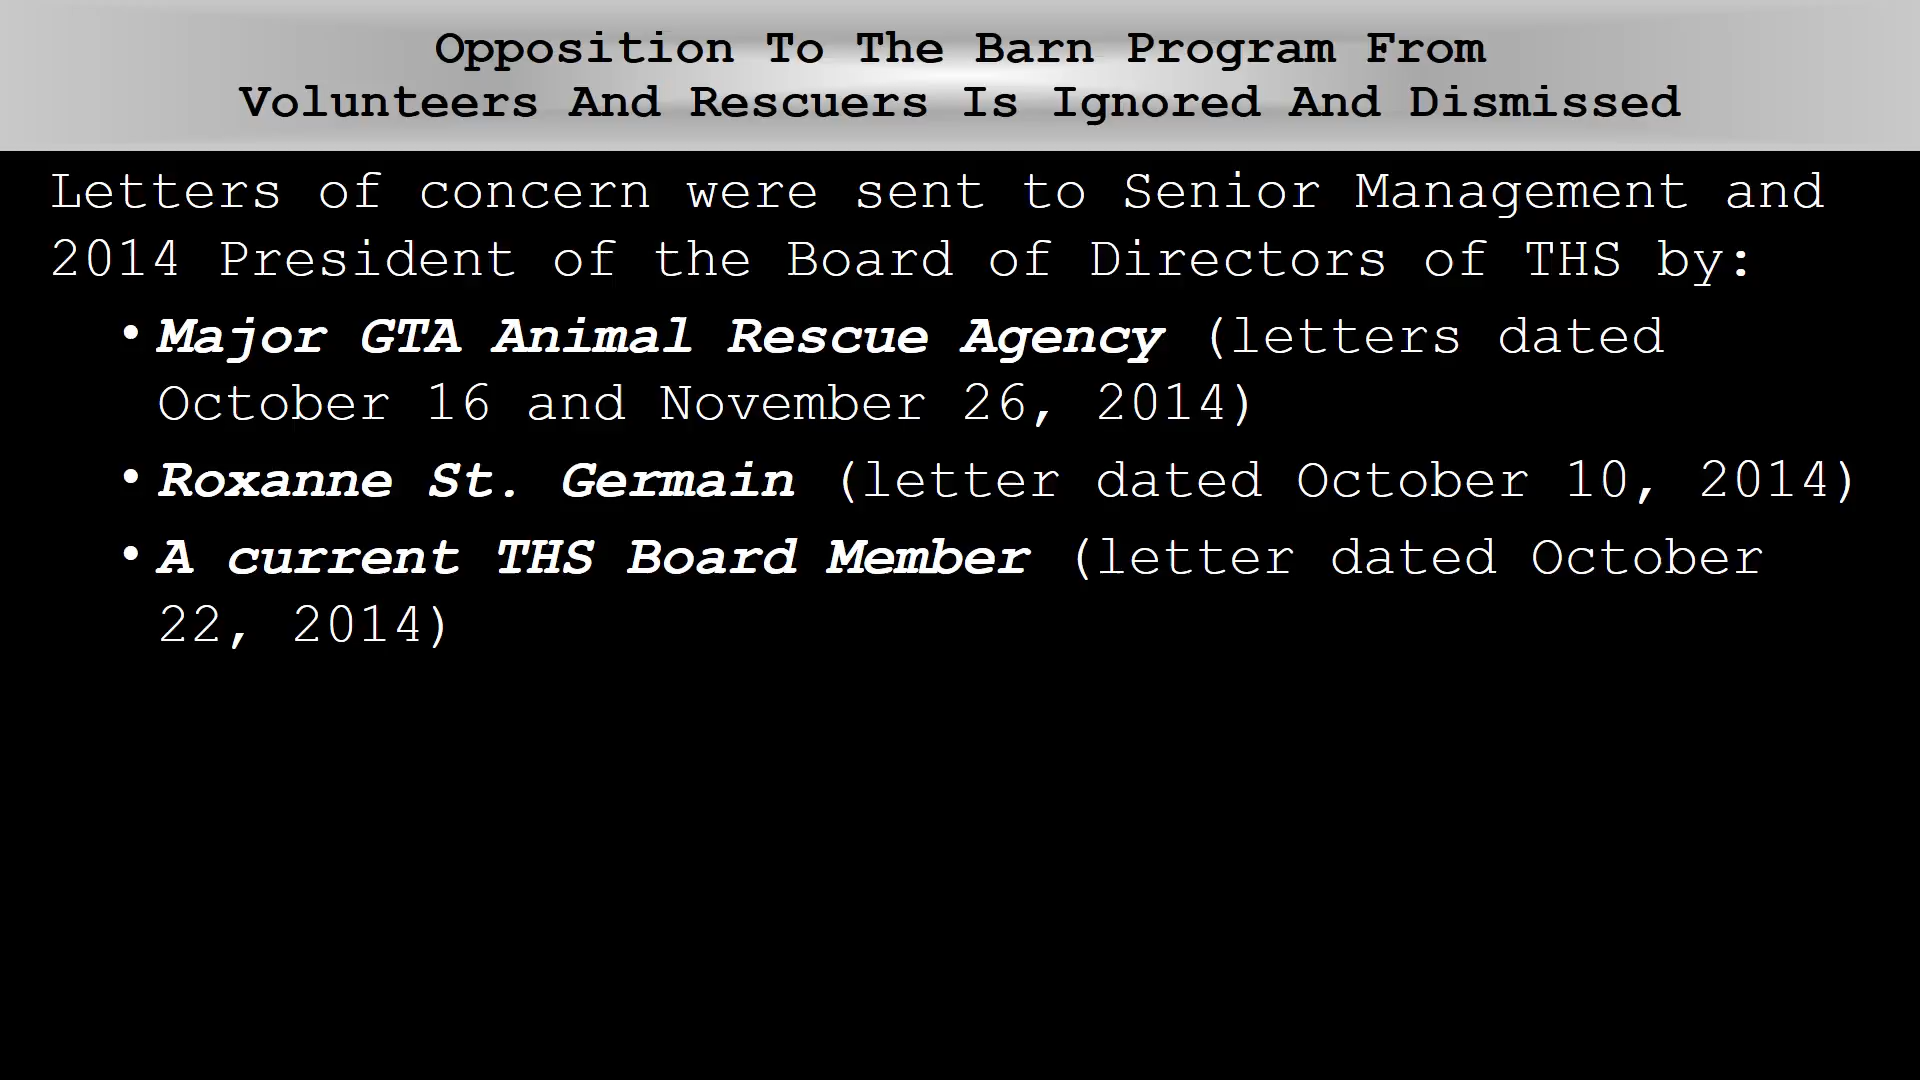 Opposition To The Barn Program From
Volunteers And Rescuers Is Ignored And Dismissed
Letters of concern were sent to Senior Management and
2014 President of the Board of Directors of THS by:
• Major GTA Animal Rescue Agency (letters dated
October 16 and November 26, 2014)
• Roxanne St. Germain (letter dated October 10, 2014)
• A current THS Board Member (letter dated October
22, 2014)